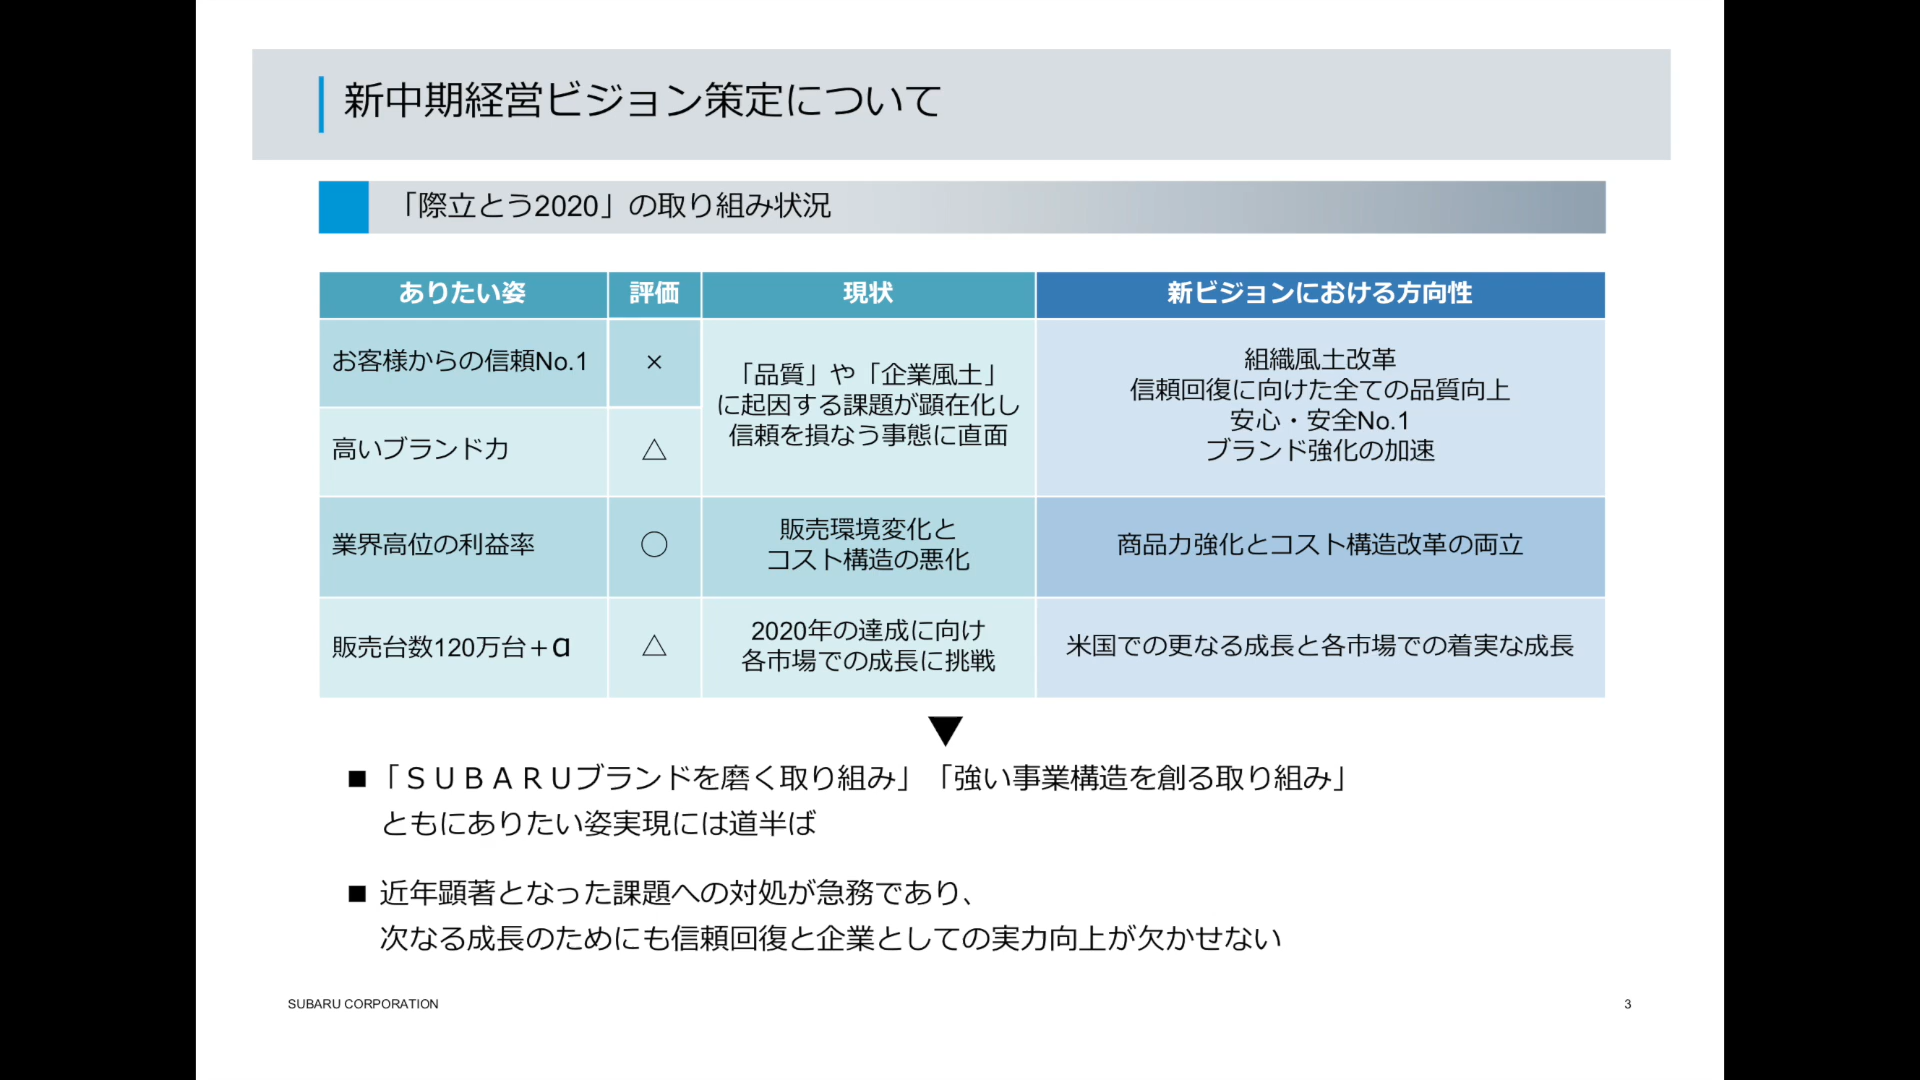 新中期経営ビジョン策定について
「際立とう2020」の取り組み状況
ありたい姿 評価 現状 新ビジョンにおける方向性
お客様からの信頼No.1 ×
高いブランド力 △
「品質」や「企業風土」
に起因する課題が顕在化し
信頼を損なう事態に直面
組織風土改革
信頼回復に向けた全ての品質向上
安心・安全No.1
ブランド強化の加速
業界高位の利益率 ○
販売環境変化と
コスト構造の悪化
商品力強化とコスト構造改革の両立
販売台数120万台＋α △
2020年の達成に向け
各市場での成長に挑戦
米国での更なる成長と各市場での着実な成長
▼
■ 「ＳＵＢＡＲＵブランドを磨く取り組み」「強い事業構造を創る取り組み」
ともにありたい姿実現には道半ば
■ 近年顕著となった課題への対処が急務であり、
次なる成長のためにも信頼回復と企業としての実力向上が欠かせない
SUBARU CORPORATION
3